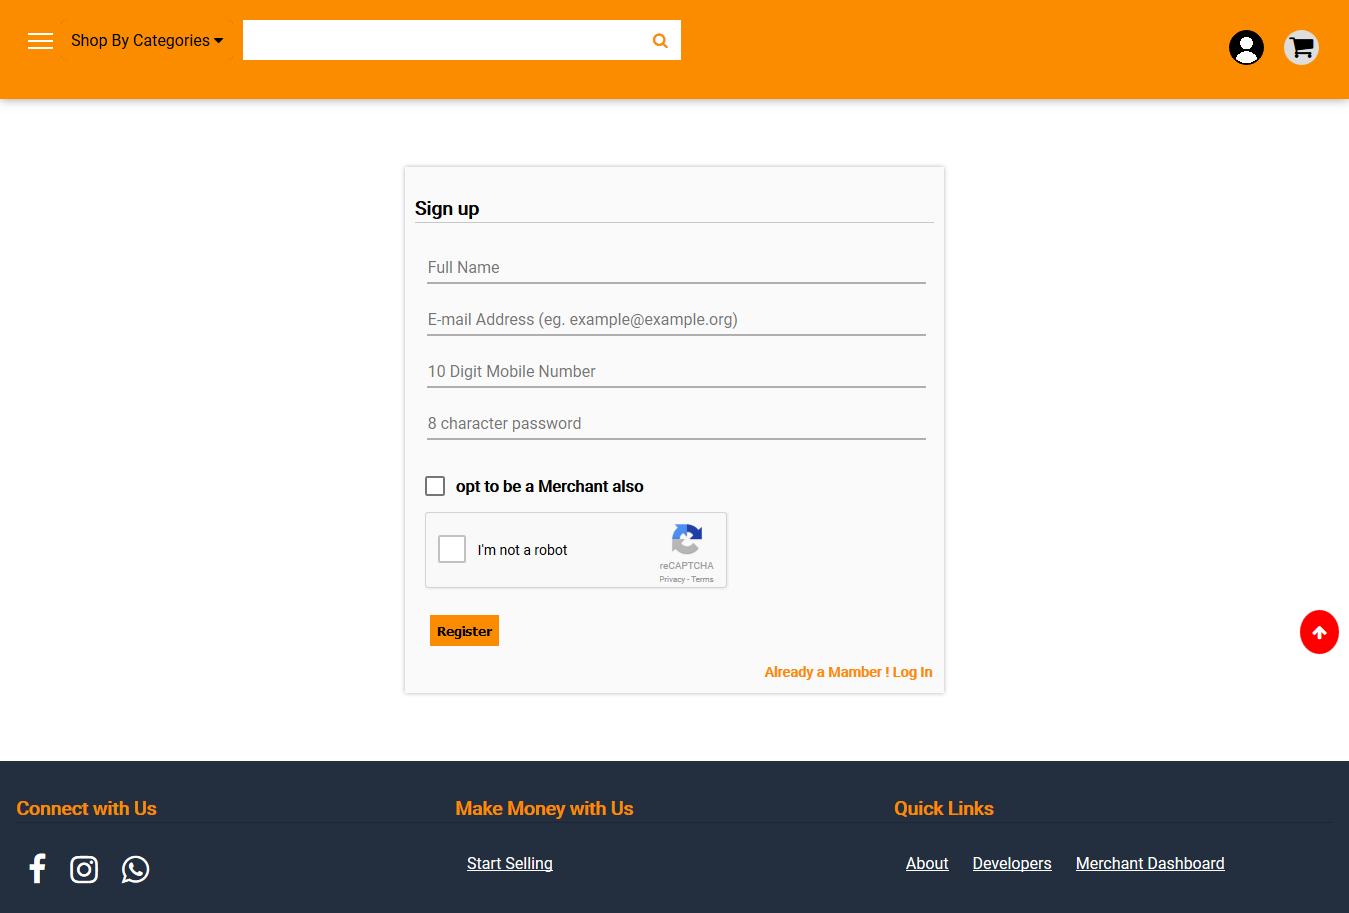 Shop By Categories
Sign up
Full Name
E-mail Address (eg. example@example.org)
10 Digit Mobile Number
8 character password
opt to be a Merchant also
I'm not a robot
reCAPTCHA
Privacy - Terms
Register
Already a Mamber ! Log In
Connect with Us
Make Money with Us
Quick Links
Start Selling
About Developers Merchant Dashboard